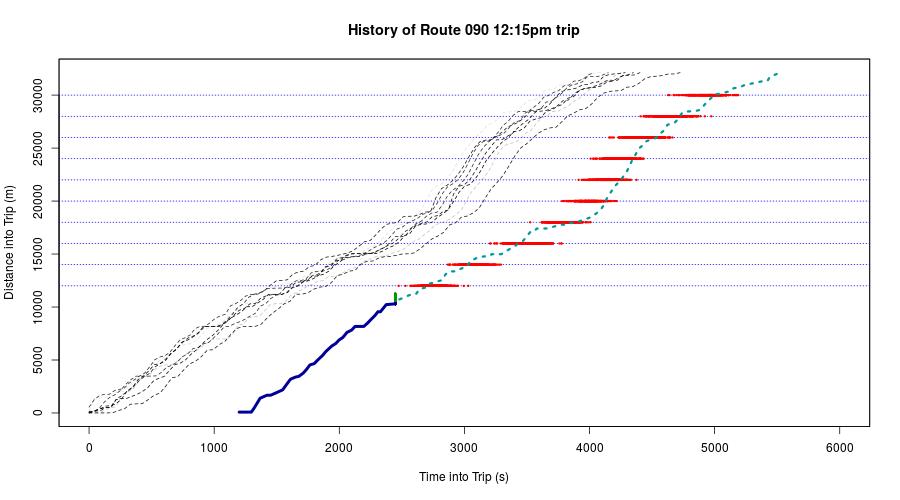 History of Route 090 12:15pm trip
Distance into Trip (m)
30000
25000
20000
15000
10000
5000
0
0 1000 2000 3000 4000 5000 6000
Time into Trip (s)